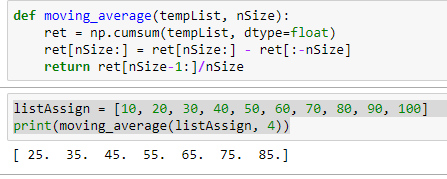 def moving_average(tempList, nSize):
    ret = np.cumsum(tempList, dtype=float)
    ret[nSize:] = ret[nSize:] - ret[:-nSize]
    return ret[nSize-1:]/nSize
listAssign = [10, 20, 30, 40, 50, 60, 70, 80, 90, 100]
print(moving_average(listAssign, 4))
[ 25.  35.  45.  55.  65.  75.  85.]